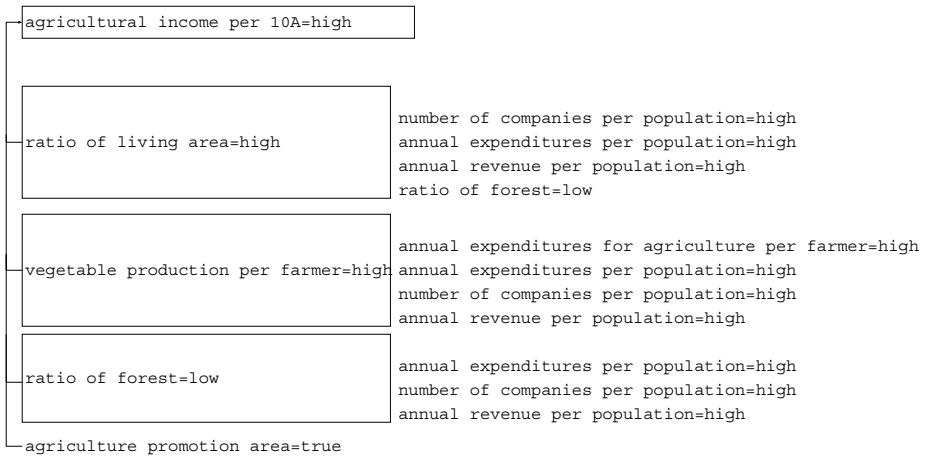 agricultural income per 10A=high
ratio of living area=high
number of companies per population=high
annual expenditures per population=high
annual revenue per population=high
ratio of forest=low
vegetable production per farmer=high
annual expenditures for agriculture per farmer=high
annual expenditures per population=high
number of companies per population=high
annual revenue per population=high
ratio of forest=low
annual expenditures per population=high
number of companies per population=high
annual revenue per population=high
agriculture promotion area=true